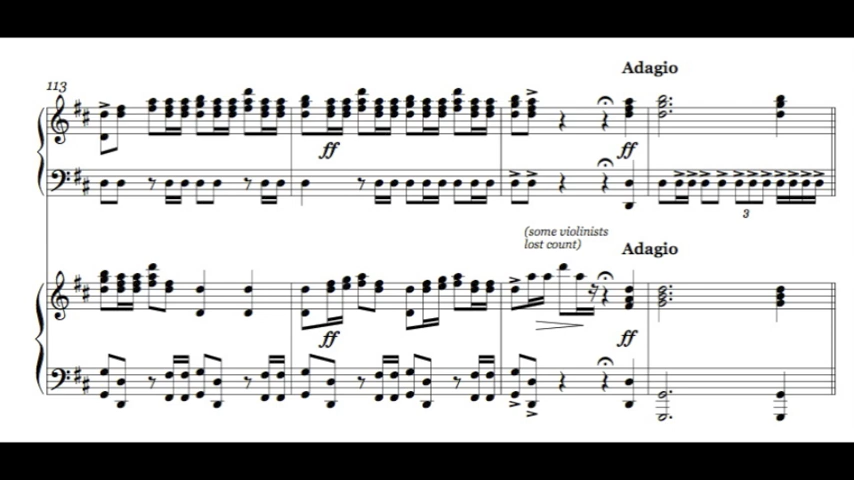 Adagio
113
ff
ff
3
(some violinists
lost count)
Adagio
ff
ff